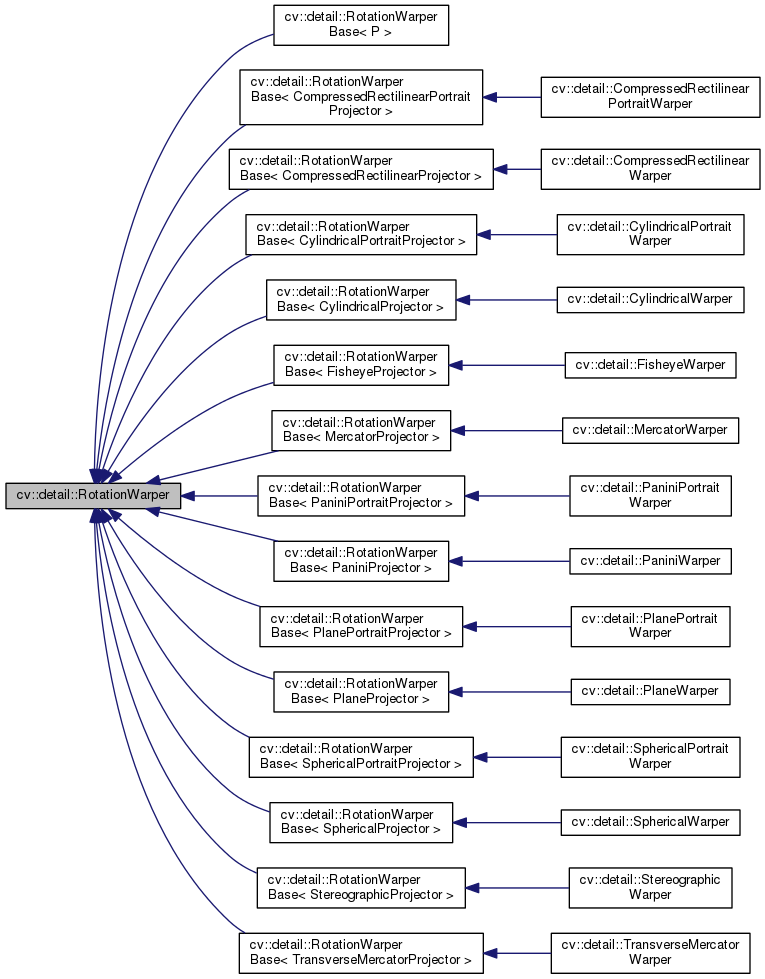 cv::detail::RotationWarper
Base< P >
cv::detail::RotationWarper
Base< CompressedRectilinearPortrait
Projector >
cv::detail::CompressedRectilinear
PortraitWarper
cv::detail::RotationWarper
Base< CompressedRectilinearProjector >
cv::detail::CompressedRectilinear
Warper
cv::detail::RotationWarper
Base< CylindricalPortraitProjector >
cv::detail::CylindricalPortrait
Warper
cv::detail::RotationWarper
Base< CylindricalProjector >
cv::detail::CylindricalWarper
cv::detail::RotationWarper
Base< FisheyeProjector >
cv::detail::FisheyeWarper
cv::detail::RotationWarper
Base< MercatorProjector >
cv::detail::MercatorWarper
cv::detail::RotationWarper
cv::detail::RotationWarper
Base< PaniniPortraitProjector >
cv::detail::PaniniPortrait
Warper
cv::detail::RotationWarper
Base< PaniniProjector >
cv::detail::PaniniWarper
cv::detail::RotationWarper
Base< PlanePortraitProjector >
cv::detail::PlanePortrait
Warper
cv::detail::RotationWarper
Base< PlaneProjector >
cv::detail::PlaneWarper
cv::detail::RotationWarper
Base< SphericalPortraitProjector >
cv::detail::SphericalPortrait
Warper
cv::detail::RotationWarper
Base< SphericalProjector >
cv::detail::SphericalWarper
cv::detail::RotationWarper
Base< StereographicProjector >
cv::detail::Stereographic
Warper
cv::detail::RotationWarper
Base< TransverseMercatorProjector >
cv::detail::TransverseMercator
Warper